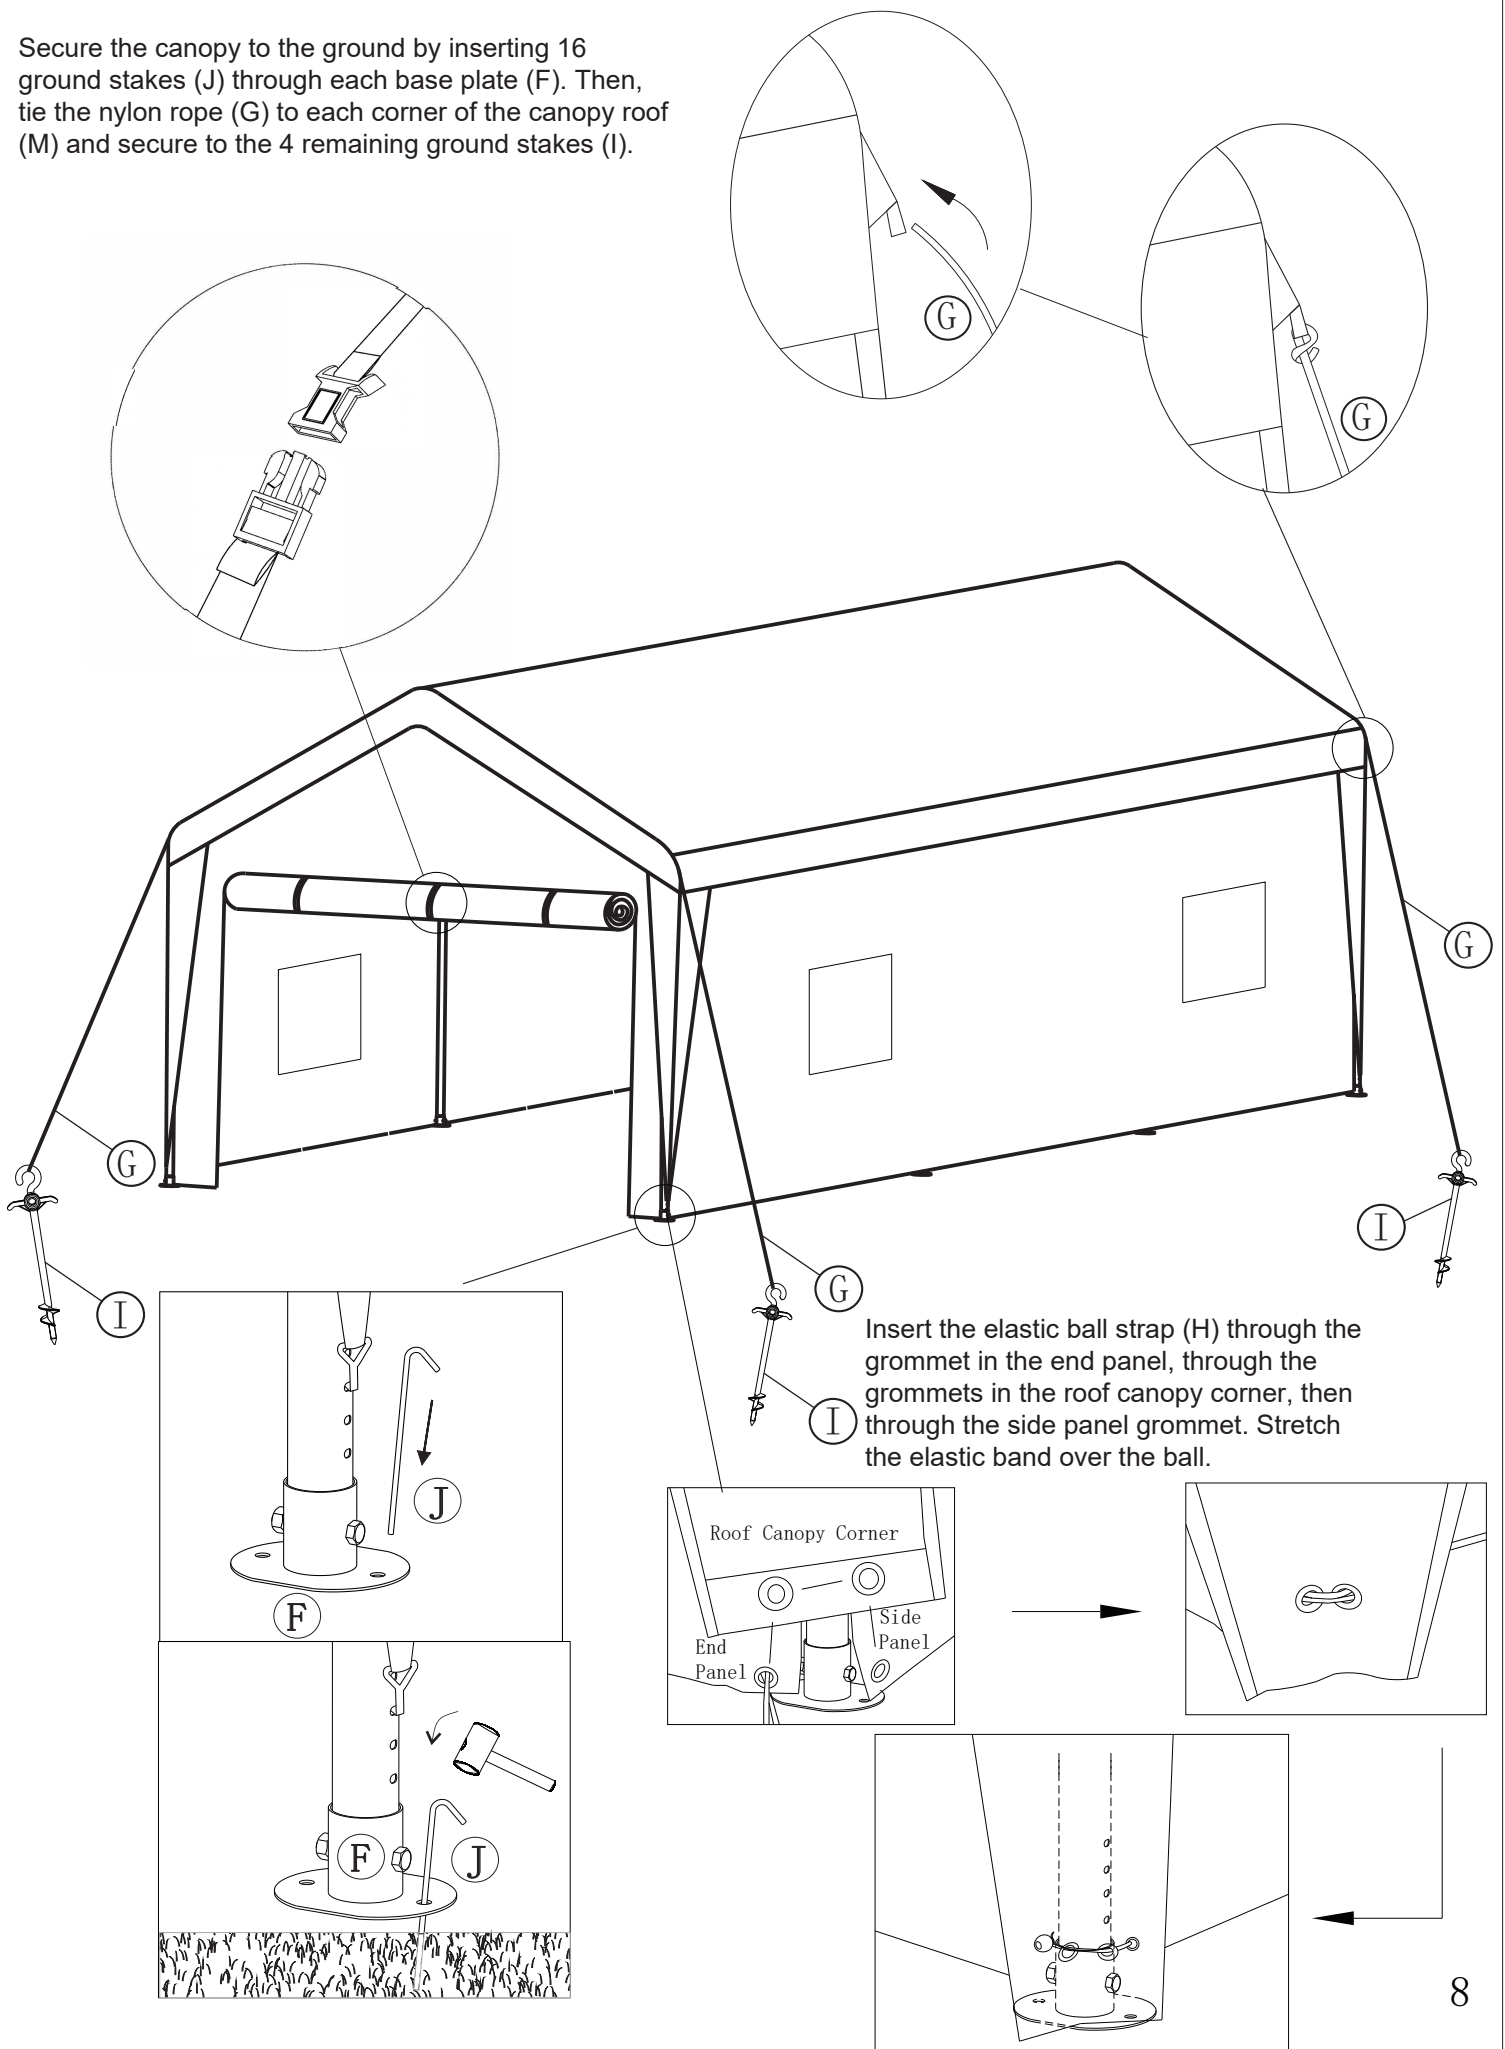 Secure the canopy to the ground by inserting 16
ground stakes (J) through each base plate (F). Then,
tie the nylon rope (G) to each corner of the canopy roof
(M) and secure to the 4 remaining ground stakes (I).
G
G
G
G
I
I
G
I
Insert the elastic ball strap (H) through the
grommet in the end panel, through the
grommets in the roof canopy corner, then
through the side panel grommet. Stretch
the elastic band over the ball.
J
F
F
J
Roof Canopy Corner
Side
Panel
End
Panel
8